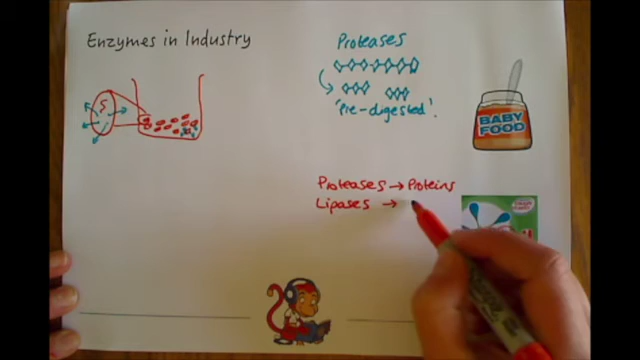 Enzymes in Industry
Proteases
'Pre-digested'.
BABY
FOOD
Proteases → Proteins
Lipases →